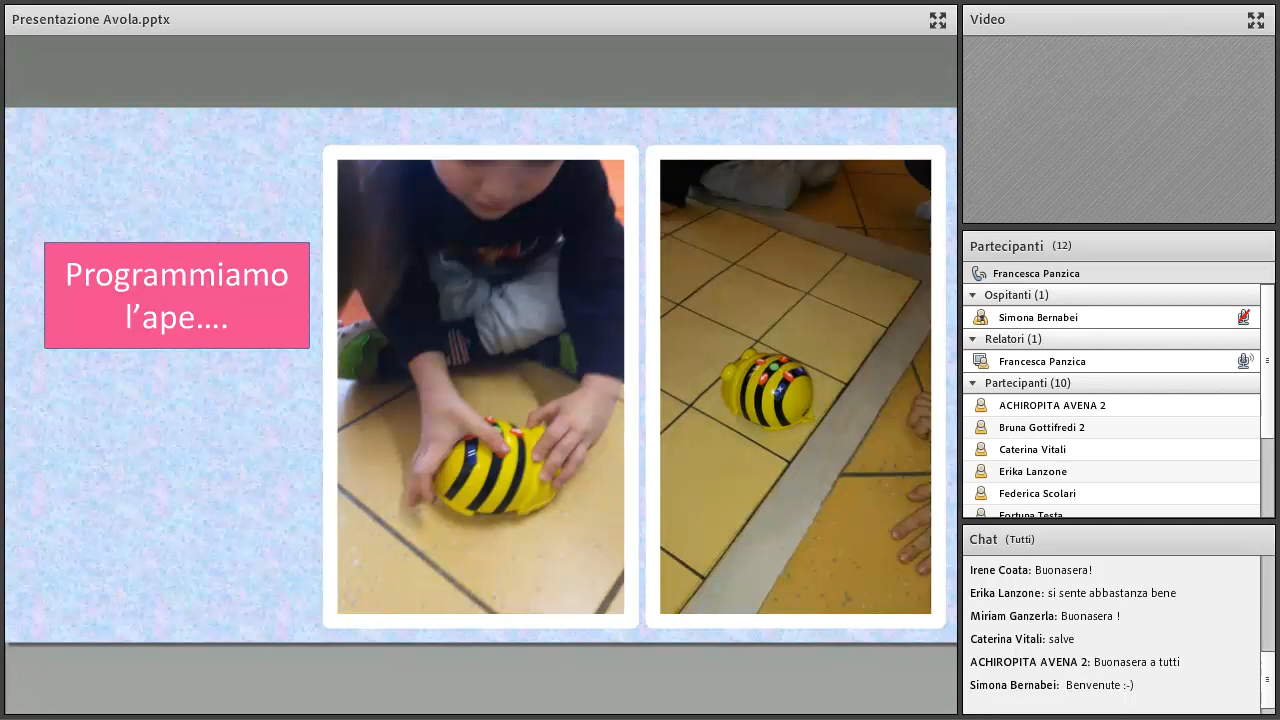 Presentazione Avola.pptx
Programmiamo
l’ape....
Video
Partecipanti (12)
Francesca Panzica
Ospitanti (1)
Simona Bernabei
Relatori (1)
Francesca Panzica
Partecipanti (10)
ACHIROPITA AVENA 2
Bruna Gottifredi 2
Caterina Vitali
Erika Lanzone
Federica Scolari
Fortuna Testa
Chat (Tutti)
Irene Coata: Buonasera!
Erika Lanzone: si sente abbastanza bene
Miriam Ganzerla: Buonasera !
Caterina Vitali: salve
ACHIROPITA AVENA 2: Buonasera a tutti
Simona Bernabei: Benvenute :-)